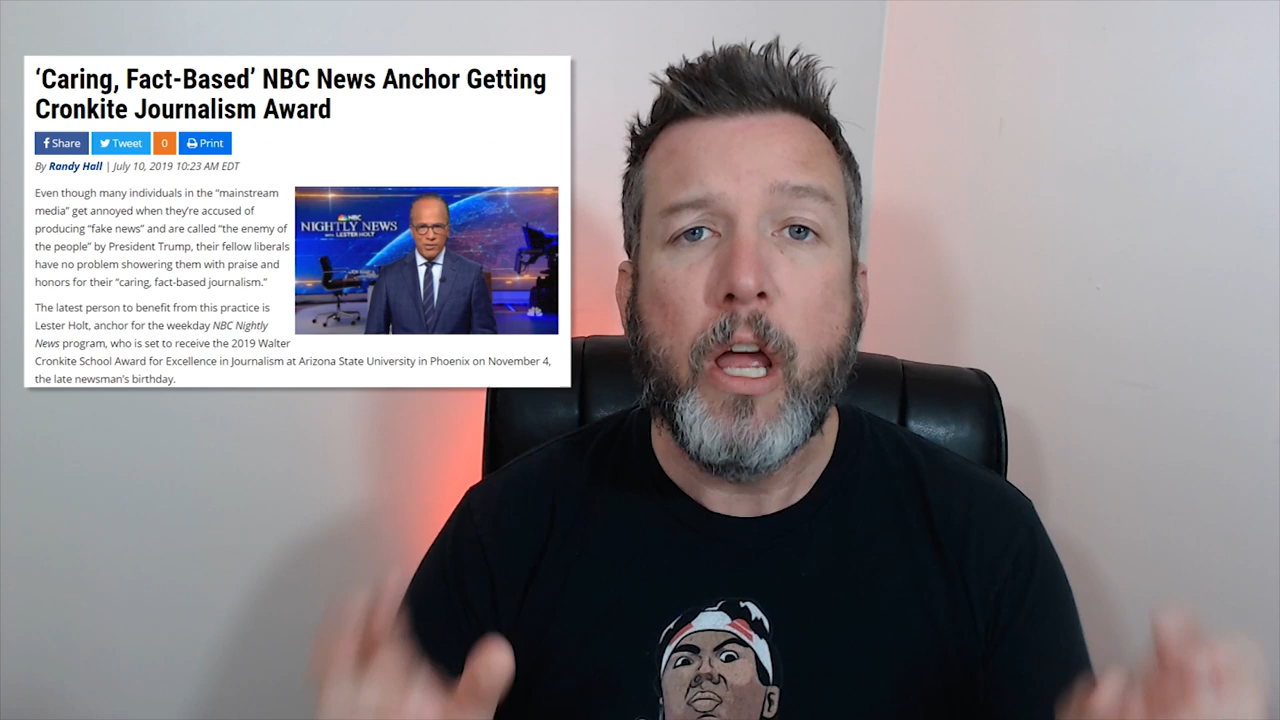 ‘Caring, Fact-Based’ NBC News Anchor Getting
Cronkite Journalism Award
Share Tweet 0 Print
By Randy Hall | July 10, 2019 10:23 AM EDT
Even though many individuals in the “mainstream
media” get annoyed when they’re accused of
producing “fake news” and are called “the enemy of
the people” by President Trump, their fellow liberals
have no problem showering them with praise and
honors for their “caring, fact-based journalism.”
NBC
NIGHTLY NEWS
WITH LESTER HOLT
The latest person to benefit from this practice is
Lester Holt, anchor for the weekday NBC Nightly
News program, who is set to receive the 2019 Walter
Cronkite School Award for Excellence in Journalism at Arizona State University in Phoenix on November 4,
the late newsman’s birthday.